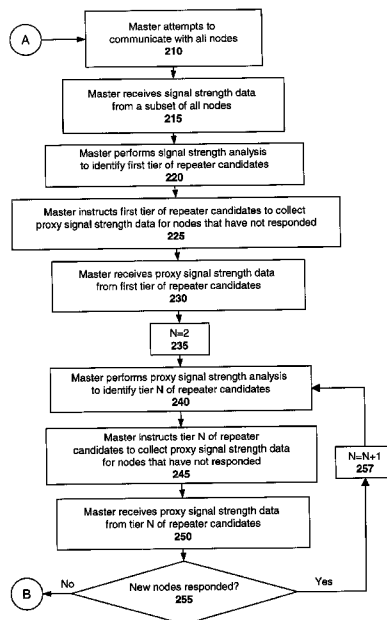 A
Master attempts to
communicate with all nodes
210
Master receives signal strength data
from a subset of all nodes
215
Master performs signal strength analysis
to identify first tier of repeater candidates
220
Master instructs first tier of repeater candidates to collect
proxy signal strength data for nodes that have not responded
225
Master receives proxy signal strength data
from first tier of repeater candidates
230
N=2
235
Master performs proxy signal strength analysis
to identify tier N of repeater candidates
240
Master instructs tier N of repeater
candidates to collect proxy signal strength data
for nodes that have not responded
245
N=N+1
257
Master receives proxy signal strength data
from tier N of repeater candidates
250
No
Yes
B
New nodes responded?
255